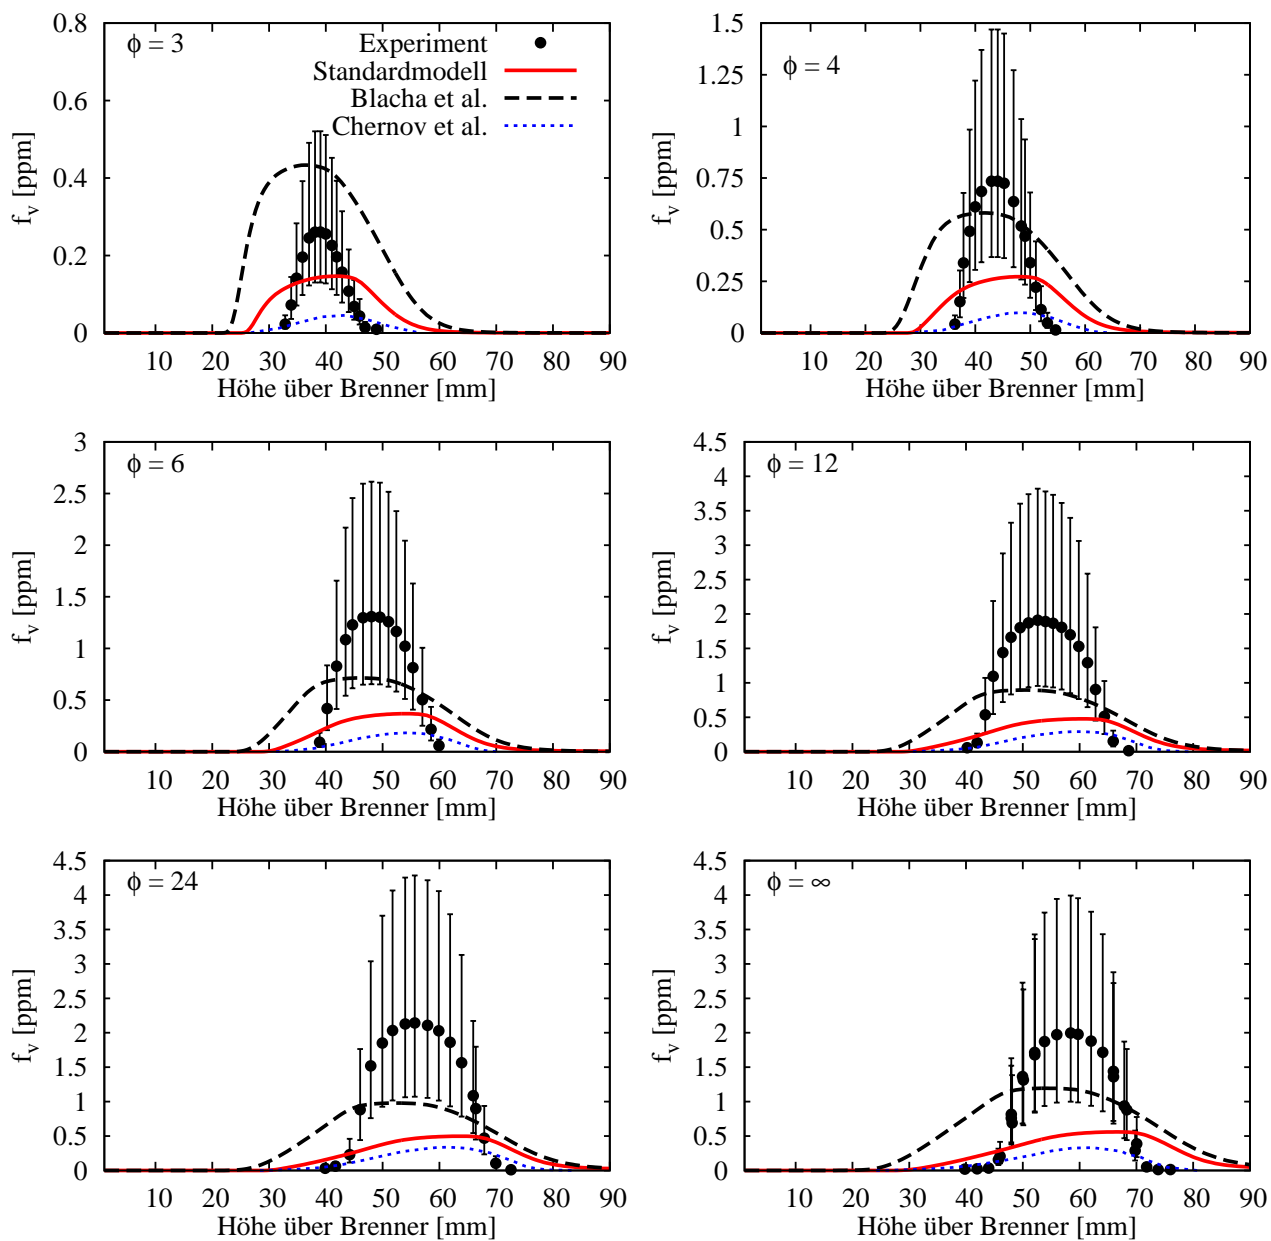 0.8
0.6
0.4
0.2
0
10 20 30 40 50 60 70 80 90
f_v [ppm]
Höhe über Brenner [mm]
ϕ = 3
Experiment
Standardmodell
Blacha et al.
Chernov et al.
1.5
1.25
1
0.75
0.5
0.25
0
10 20 30 40 50 60 70 80 90
f_v [ppm]
Höhe über Brenner [mm]
ϕ = 4
3
2.5
2
1.5
1
0.5
0
10 20 30 40 50 60 70 80 90
f_v [ppm]
Höhe über Brenner [mm]
ϕ = 6
4.5
4
3.5
3
2.5
2
1.5
1
0.5
0
10 20 30 40 50 60 70 80 90
f_v [ppm]
Höhe über Brenner [mm]
ϕ = 12
4.5
4
3.5
3
2.5
2
1.5
1
0.5
0
10 20 30 40 50 60 70 80 90
f_v [ppm]
Höhe über Brenner [mm]
ϕ = 24
4.5
4
3.5
3
2.5
2
1.5
1
0.5
0
10 20 30 40 50 60 70 80 90
f_v [ppm]
Höhe über Brenner [mm]
ϕ = ∞